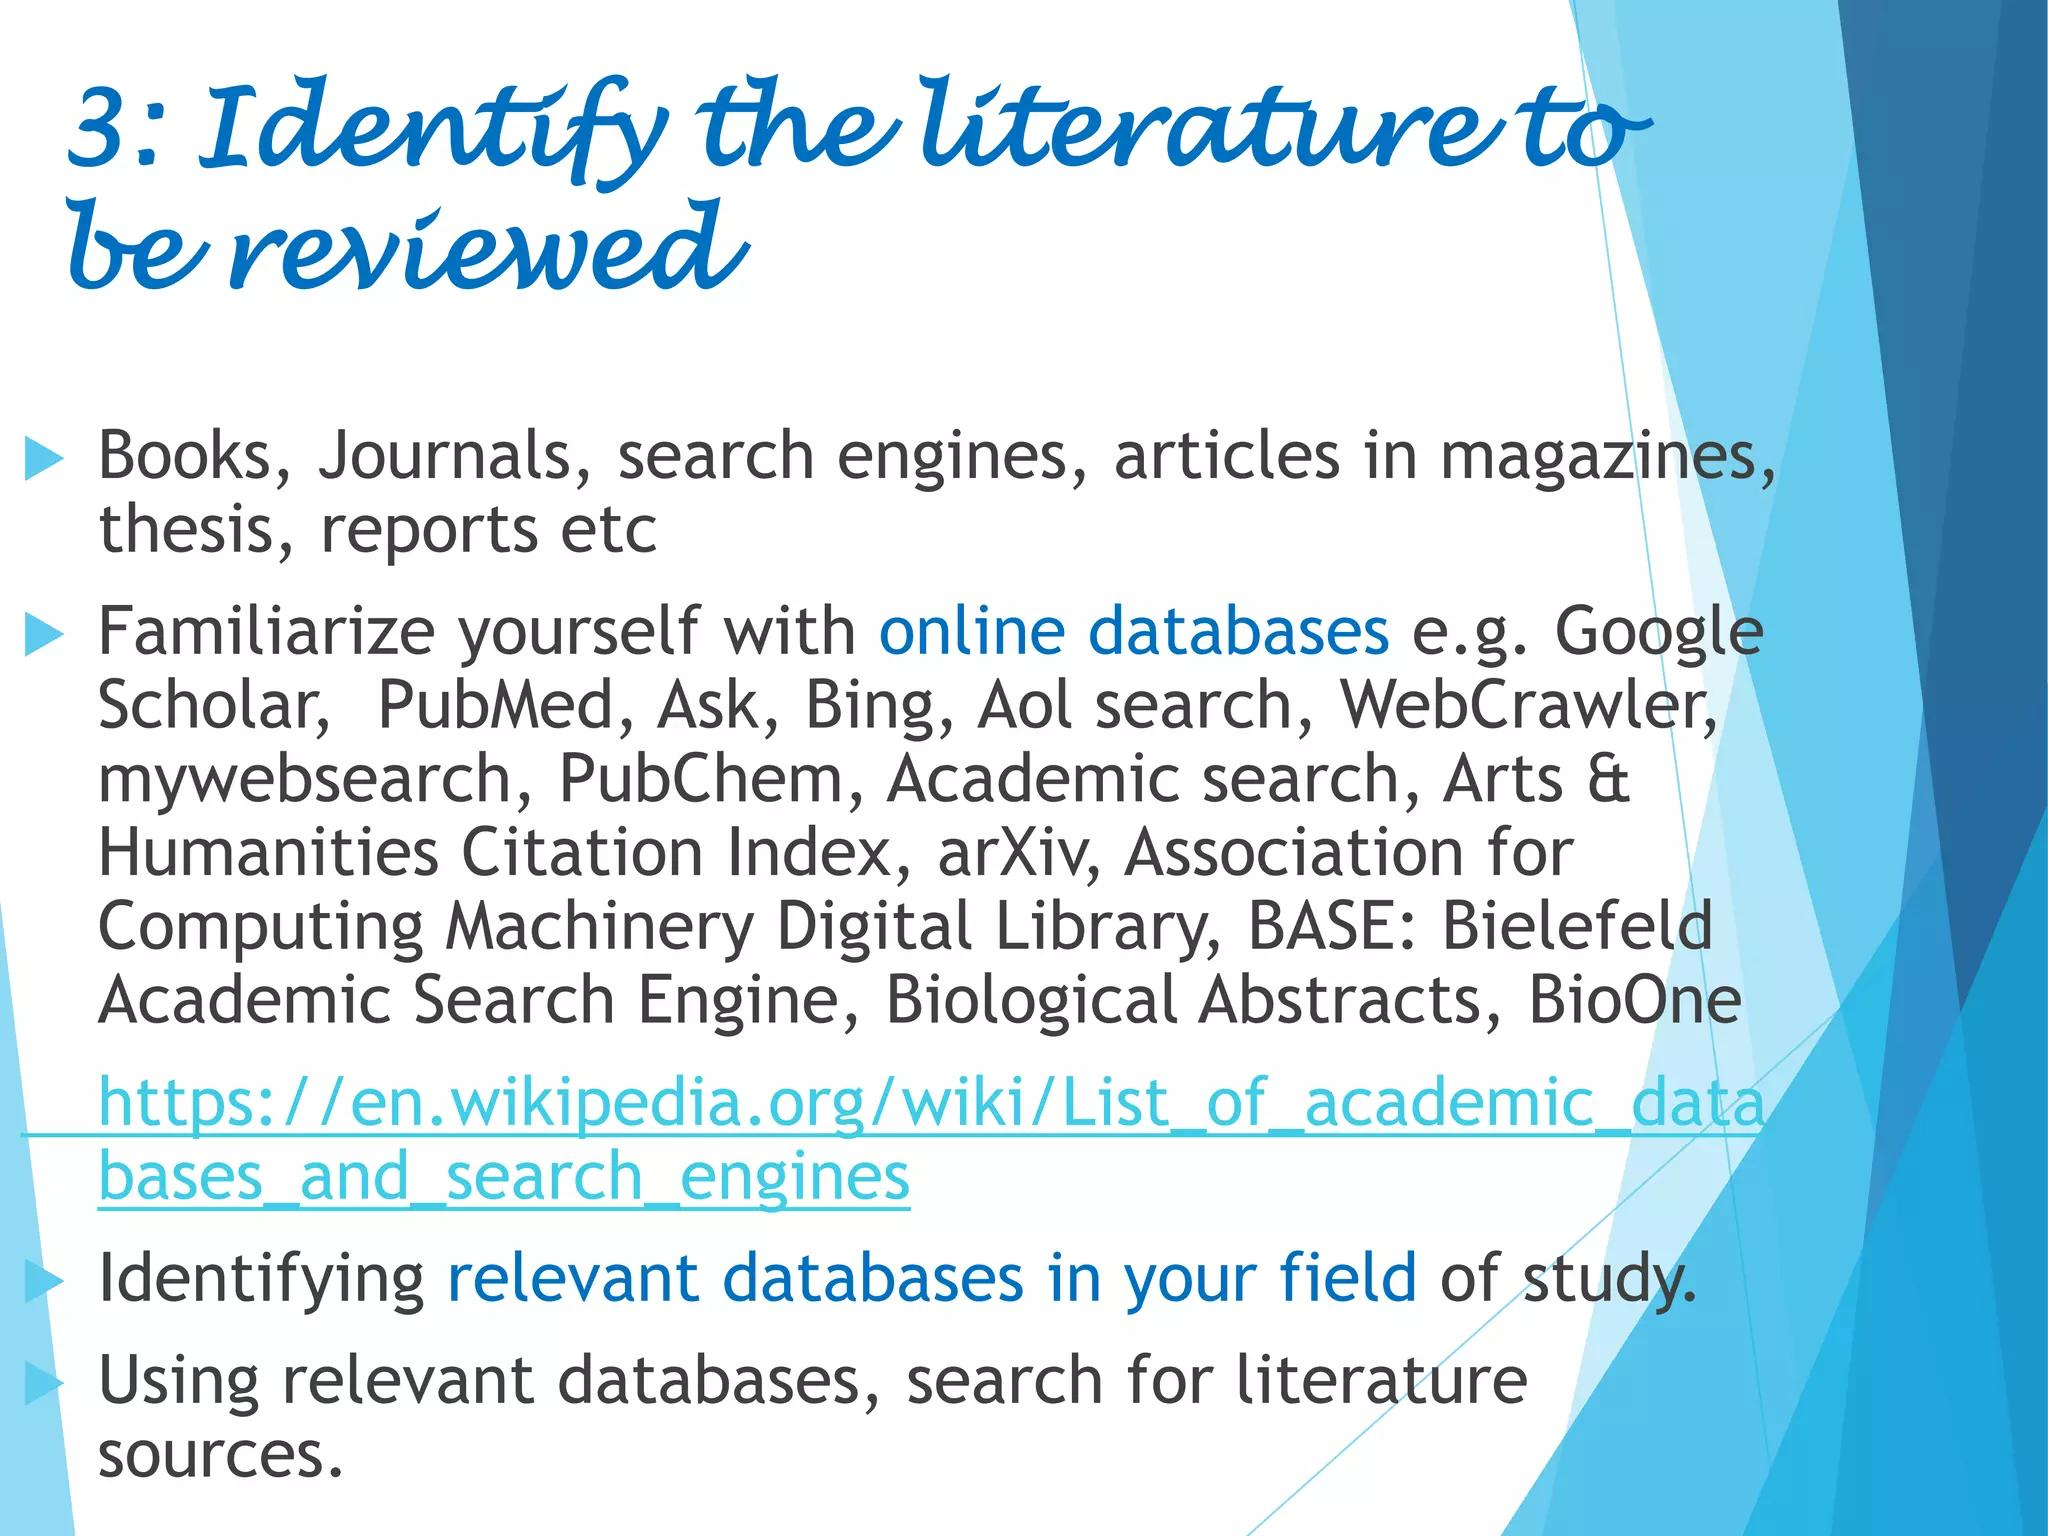 3: Identify the literature to
be reviewed
Books, Journals, search engines, articles in magazines,
thesis, reports etc
Familiarize yourself with online databases e.g. Google
Scholar,  PubMed, Ask, Bing, Aol search, WebCrawler,
mywebsearch, PubChem, Academic search, Arts &
Humanities Citation Index, arXiv, Association for
Computing Machinery Digital Library, BASE: Bielefeld
Academic Search Engine, Biological Abstracts, BioOne
https://en.wikipedia.org/wiki/List_of_academic_data
bases_and_search_engines
Identifying relevant databases in your field of study.
Using relevant databases, search for literature
sources.